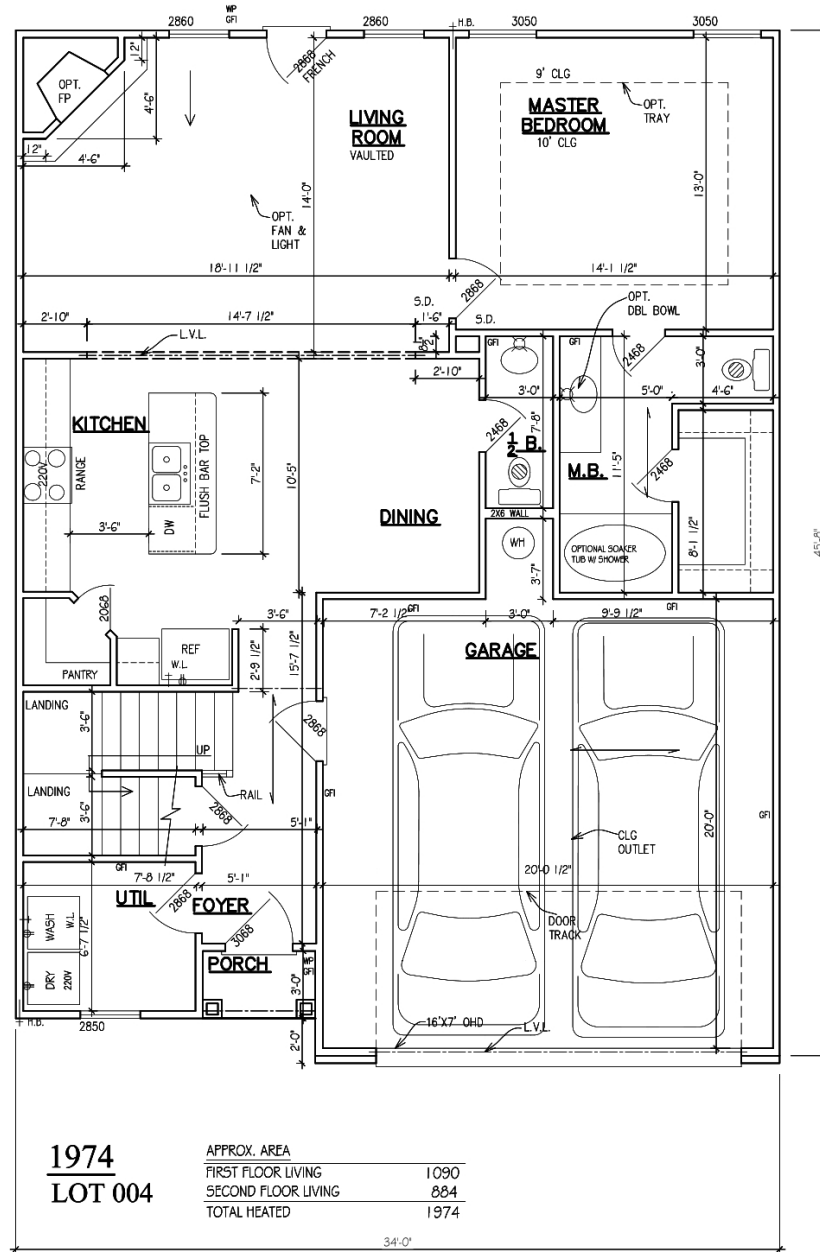 WP
GFI
2860
2860
H.B.
3050
3050
2868
FRENCH
12"
OPT.
FP
4'-6"
12"
4'-6"
LIVING
ROOM
VAULTED
9' CLG
MASTER
BEDROOM
10' CLG
OPT.
TRAY
14'-0"
13'-0"
OPT.
FAN &
LIGHT
18'-11 1/2"
14'-1 1/2"
2868
2'-10"
14'-7 1/2"
1'-6"
S.D.
S.D.
OPT.
DBL BOWL
L.V.L.
GFI
GFI
2468
3'-0"
2'-10"
3'-0"
5'-0"
4'-6"
KITCHEN
RANGE
220V
FLUSH BAR TOP
DW
7'-2"
10'-5"
3'-6"
DINING
2468
7'-8"
1/2 B.
M.B.
11'-5"
2468
2X6 WALL
WH
3'-7"
OPTIONAL SOAKER
TUB W/ SHOWER
8'-1 1/2"
45'-8"
2068
3'-6"
7'-2 1/2"
GFI
3'-0"
9'-9 1/2"
GFI
REF
W.L.
PANTRY
2'-9 1/2"
15'-7 1/2"
GARAGE
LANDING
3'-6"
UP
2868
LANDING
3'-6"
RAIL
2868
7'-8"
5'-1"
GFI
GFI
CLG
OUTLET
20'-0"
GFI
7'-8 1/2"
5'-1"
20'-0 1/2"
UTIL
2868
FOYER
3068
DOOR
TRACK
WASH
W.L.
6'-7 1/2"
DRY
220V
PORCH
3'-0"
WP
GFI
H.B.
2850
2'-0"
16'X7' OHD
L.V.L.
1974
LOT 004
APPROX. AREA
FIRST FLOOR LIVING 1090
SECOND FLOOR LIVING 884
TOTAL HEATED 1974
34'-0"